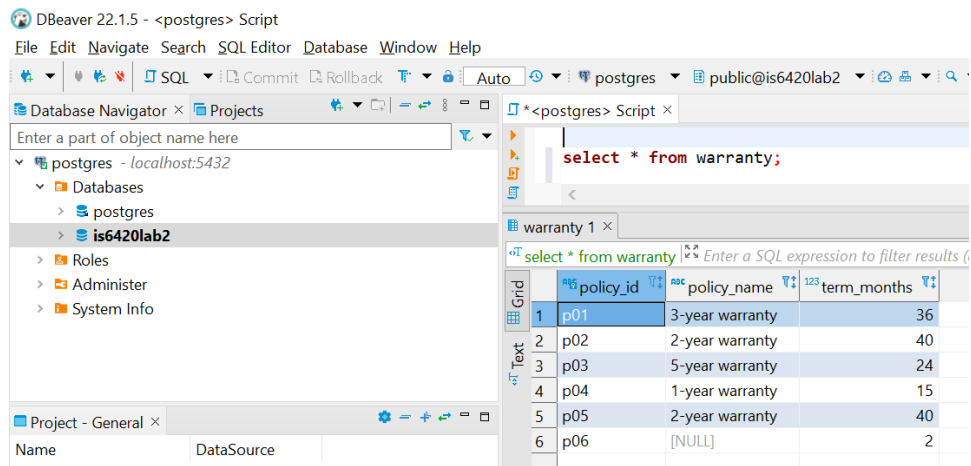 DBeaver 22.1.5 - <postgres> Script
File Edit Navigate Search SQL Editor Database Window Help
SQL Commit Rollback T Auto postgres public@is6420lab2
Database Navigator Projects
Enter a part of object name here
postgres - localhost:5432
Databases
postgres
is6420lab2
Roles
Administer
System Info
Project - General
Name DataSource
*<postgres> Script
select * from warranty;
warranty 1
select * from warranty Enter a SQL expression to filter results (
Grid
Text
ABC policy_id ABC policy_name 123 term_months
1 p01 3-year warranty 36
2 p02 2-year warranty 40
3 p03 5-year warranty 24
4 p04 1-year warranty 15
5 p05 2-year warranty 40
6 p06 [NULL] 2